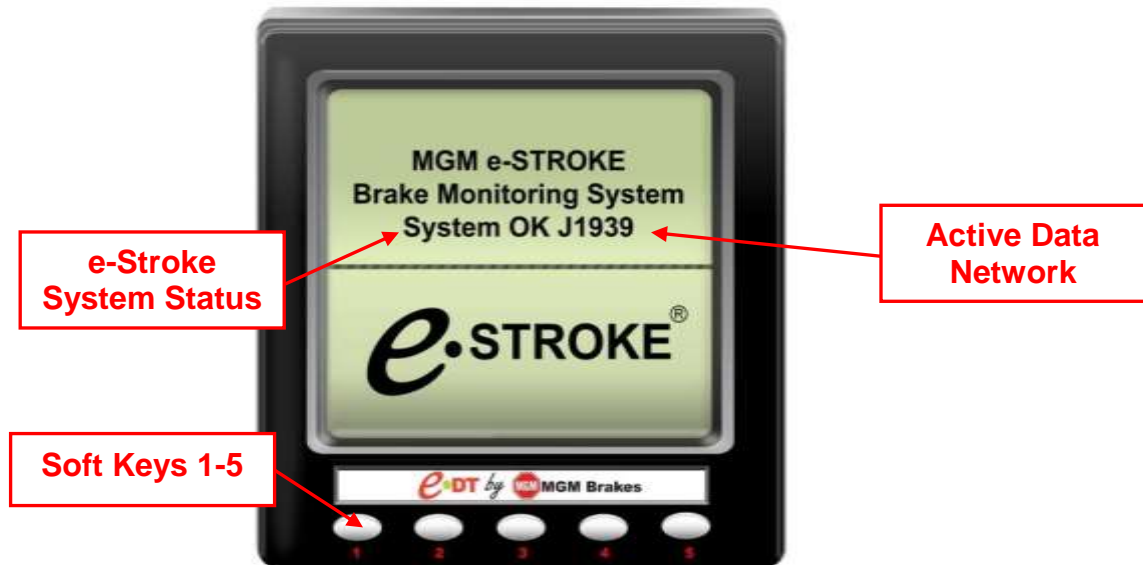 MGM e-STROKE
Brake Monitoring System
System OK J1939
e-Stroke
System Status
Active Data
Network
e•STROKE®
Soft Keys 1-5
e•DT by MGM MGM Brakes
1 2 3 4 5